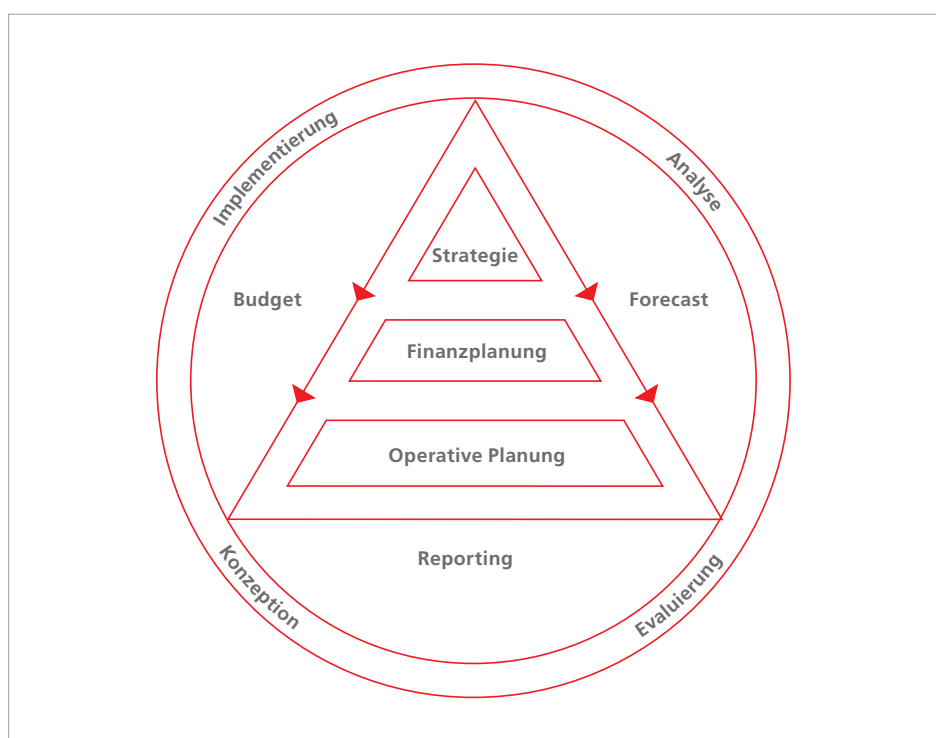 Implementierung
Analyse
Strategie
Budget
Forecast
Finanzplanung
Operative Planung
Reporting
Konzeption
Evaluierung